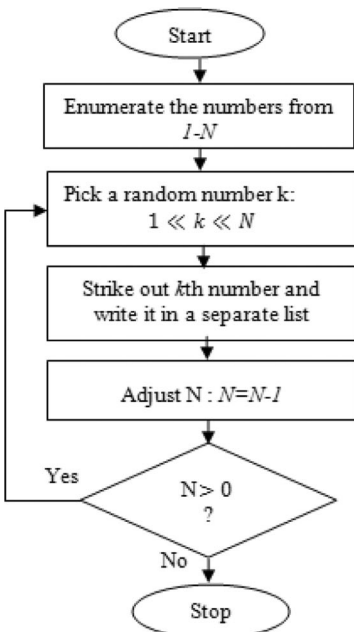 Start
Enumerate the numbers from
1-N
Pick a random number k:
1 ≪ k ≪ N
Strike out kth number and
write it in a separate list
Adjust N : N=N-1
Yes
N> 0
?
No
Stop